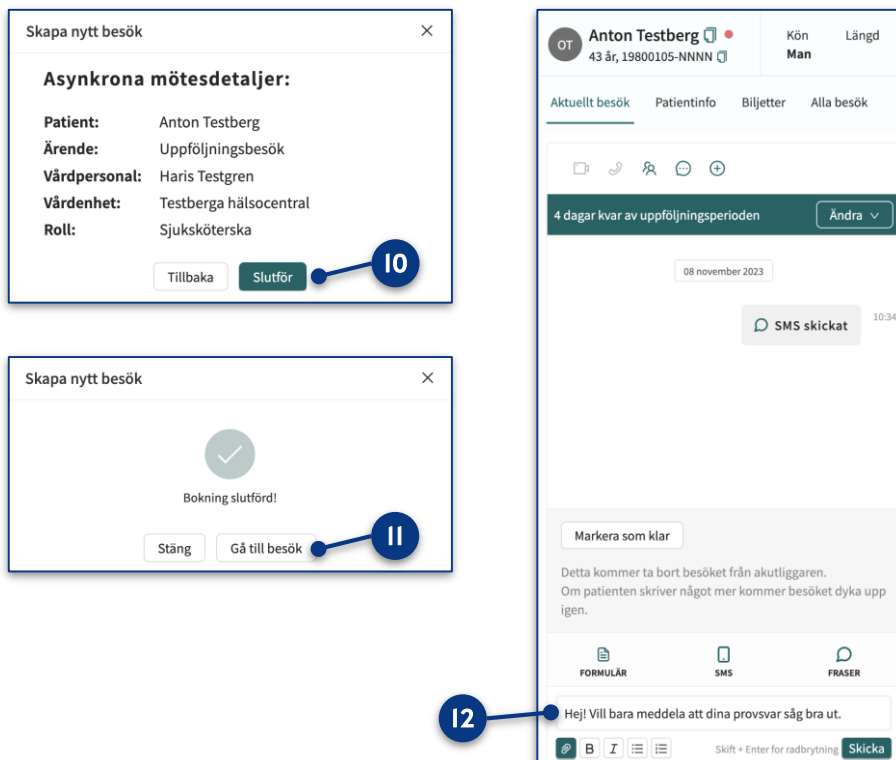 Skapa nytt besök
Asynkrona mötesdetaljer:
Patient: Anton Testberg
Ärende: Uppföljningsbesök
Vårdpersonal: Haris Testgren
Vårdenhet: Testberga hälsocentral
Roll: Sjuksköterska
Tillbaka Slutför
10
Skapa nytt besök
Bokning slutförd!
Stäng Gå till besök
11
OT
Anton Testberg
43 år, 19800105-NNNN
Kön Längd
Man
Aktuellt besök Patientinfo Biljetter Alla besök
4 dagar kvar av uppföljningsperioden Ändra
08 november 2023
SMS skickat 10:34
Markera som klar
Detta kommer ta bort besöket från akutliggaren.
Om patienten skriver något mer kommer besöket dyka upp
igen.
FORMULÄR SMS FRASER
12
Hej! Vill bara meddela att dina provsvar såg bra ut.
B I Skift + Enter för radbrytning Skicka